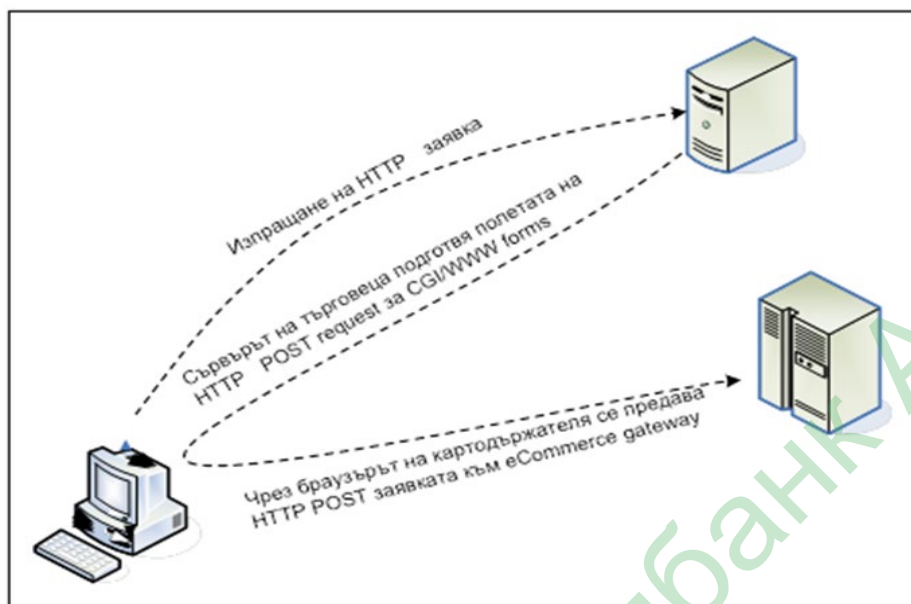 Изпращане на HTTP заявка
Сървърът на търговеца подготвя полетата на
HTTP POST request за CGI/WWW forms
Чрез браузърът на картодържателя се предава
HTTP POST заявката към eCommerce gateway